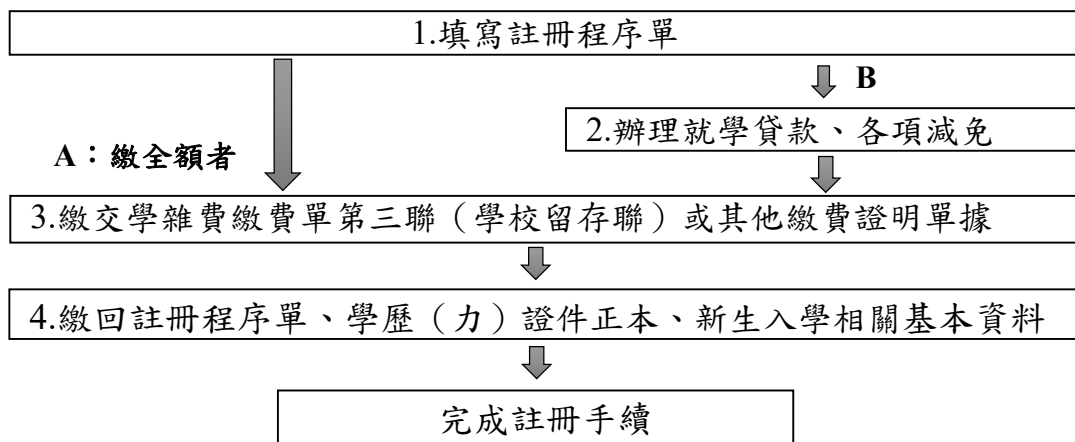 1.填寫註冊程序單
B
2.辦理就學貸款、各項減免
A：繳全額者
3.繳交學雜費繳費單第三聯（學校留存聯）或其他繳費證明單據
4.繳回註冊程序單、學歷（力）證件正本、新生入學相關基本資料
完成註冊手續